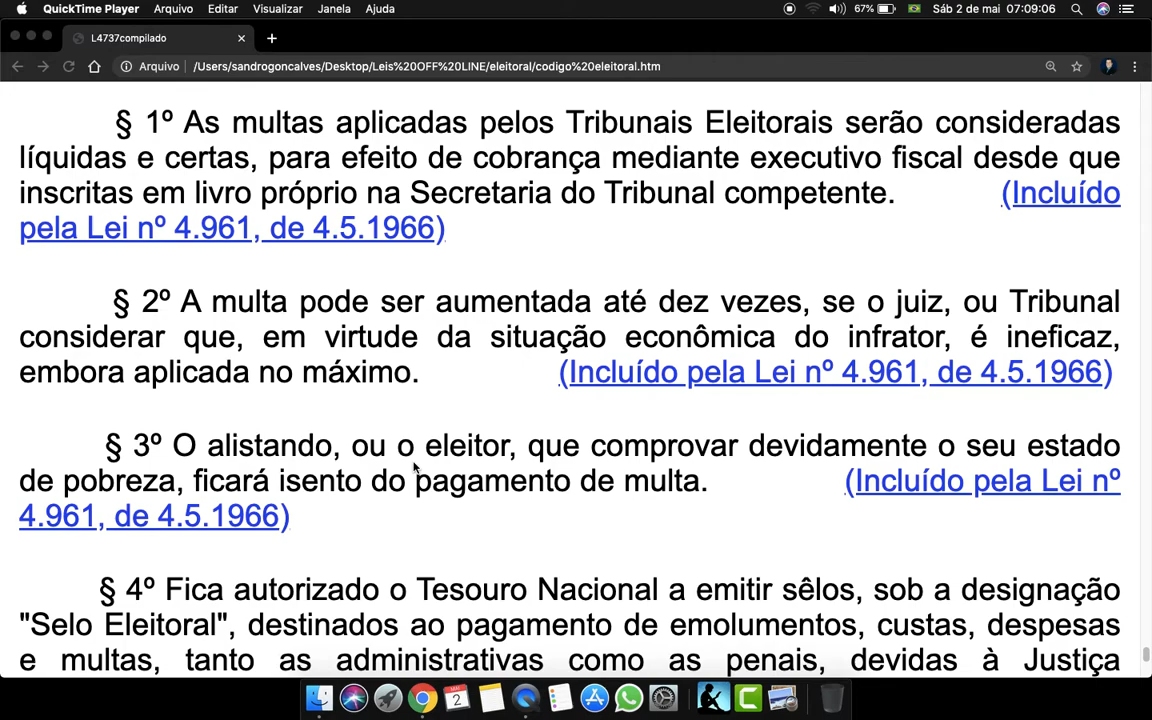 QuickTime Player Arquivo Editar Visualizar Janela Ajuda 67% Sáb 2 de mai 07:09:06
L4737compilado
Arquivo /Users/sandrogoncalves/Desktop/Leis%20OFF%20LINE/eleitoral/codigo%20eleitoral.htm
§ 1º As multas aplicadas pelos Tribunais Eleitorais serão consideradas
líquidas e certas, para efeito de cobrança mediante executivo fiscal desde que
inscritas em livro próprio na Secretaria do Tribunal competente. (Incluído
pela Lei nº 4.961, de 4.5.1966)
§ 2º A multa pode ser aumentada até dez vezes, se o juiz, ou Tribunal
considerar que, em virtude da situação econômica do infrator, é ineficaz,
embora aplicada no máximo. (Incluído pela Lei nº 4.961, de 4.5.1966)
§ 3º O alistando, ou o eleitor, que comprovar devidamente o seu estado
de pobreza, ficará isento do pagamento de multa. (Incluído pela Lei nº
4.961, de 4.5.1966)
§ 4º Fica autorizado o Tesouro Nacional a emitir sêlos, sob a designação
"Selo Eleitoral", destinados ao pagamento de emolumentos, custas, despesas
e multas, tanto as administrativas como as penais, devidas à Justiça
MAI
2